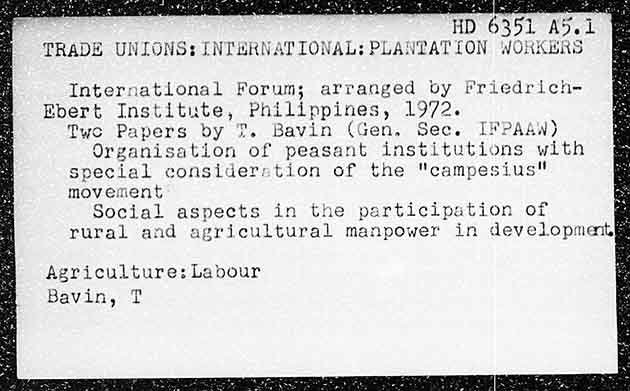 HD 6351 A5.1
TRADE UNIONS:INTERNATIONAL:PLANTATION WORKERS
International Forum; arranged by Friedrich-
Ebert Institute, Philippines, 1972.
Two Papers by T. Bavin (Gen. Sec. IFPAAW)
Organisation of peasant institutions with
special consideration of the "campesius"
movement
Social aspects in the participation of
rural and agricultural manpower in development.
Agriculture:Labour
Bavin, T